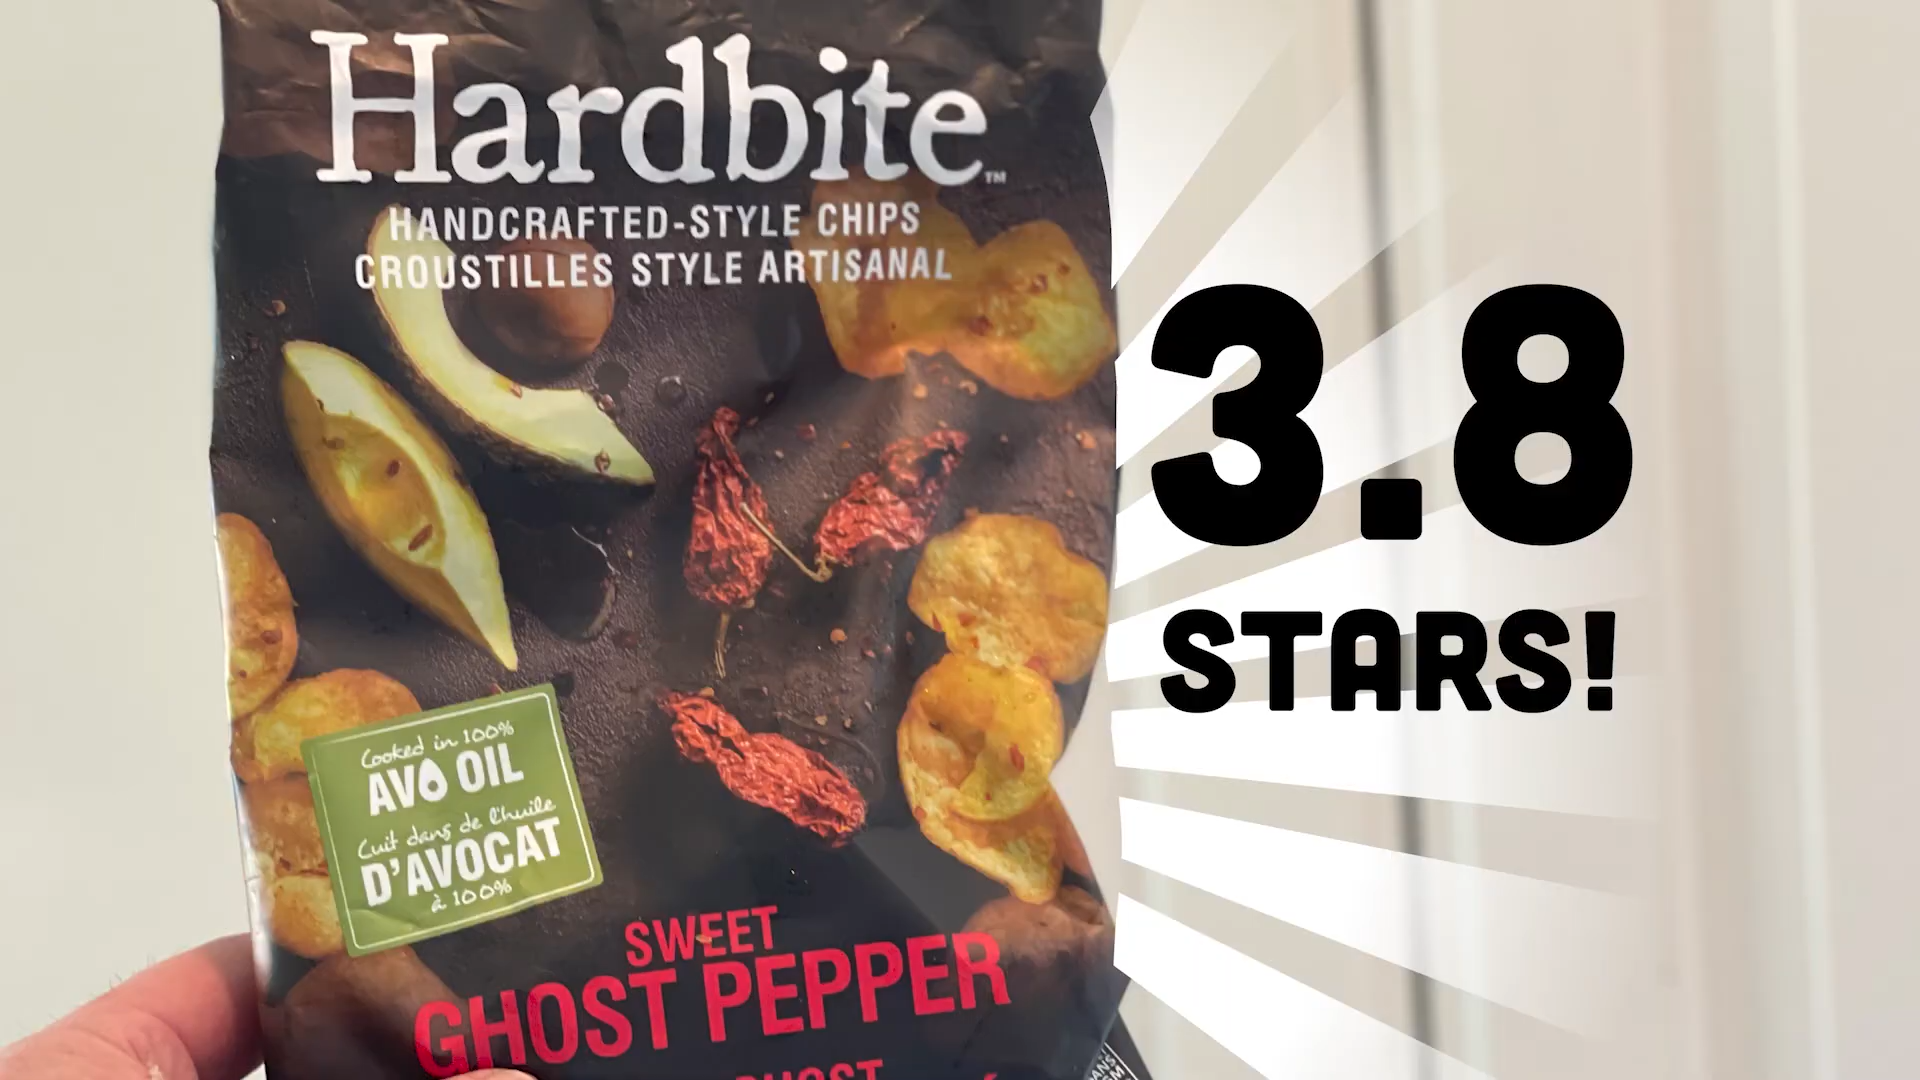 Hardbite™
HANDCRAFTED-STYLE CHIPS
CROUSTILLES STYLE ARTISANAL
3.8
STARS!
Cooked in 100%
AVO OIL
Cuit dans de l'huile
D'AVOCAT
à 100%
SWEET
GHOST PEPPER